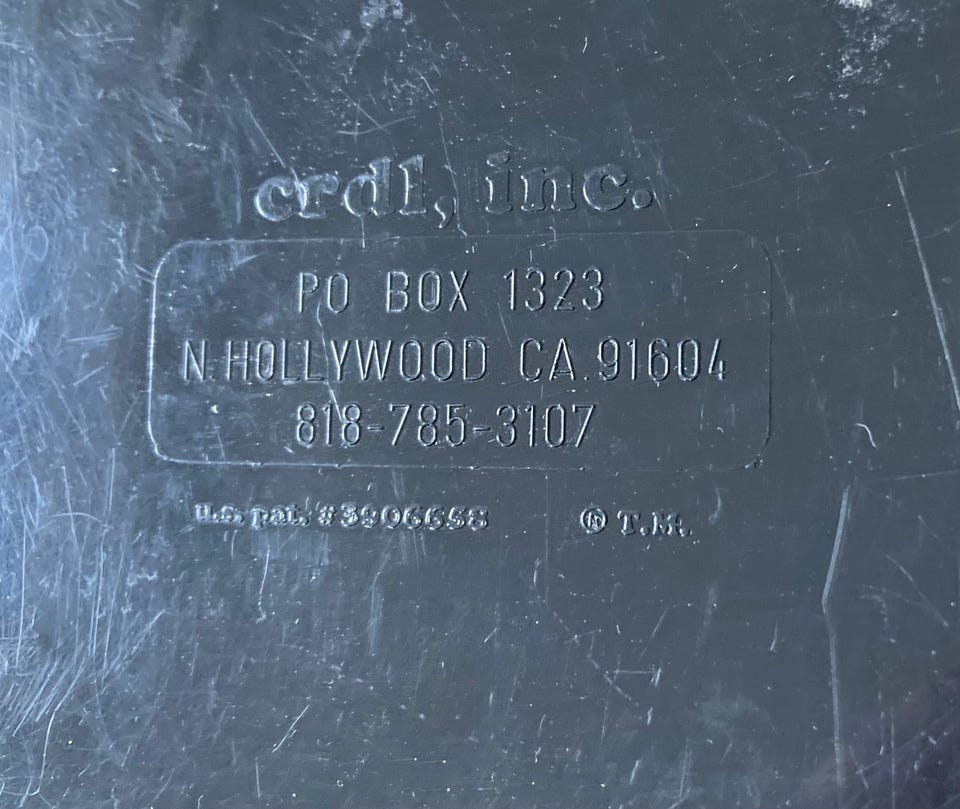 crdl, inc.
PO BOX 1323
N. HOLLYWOOD CA. 91604
818-785-3107
u.s. pat. # 3906658
® T.M.